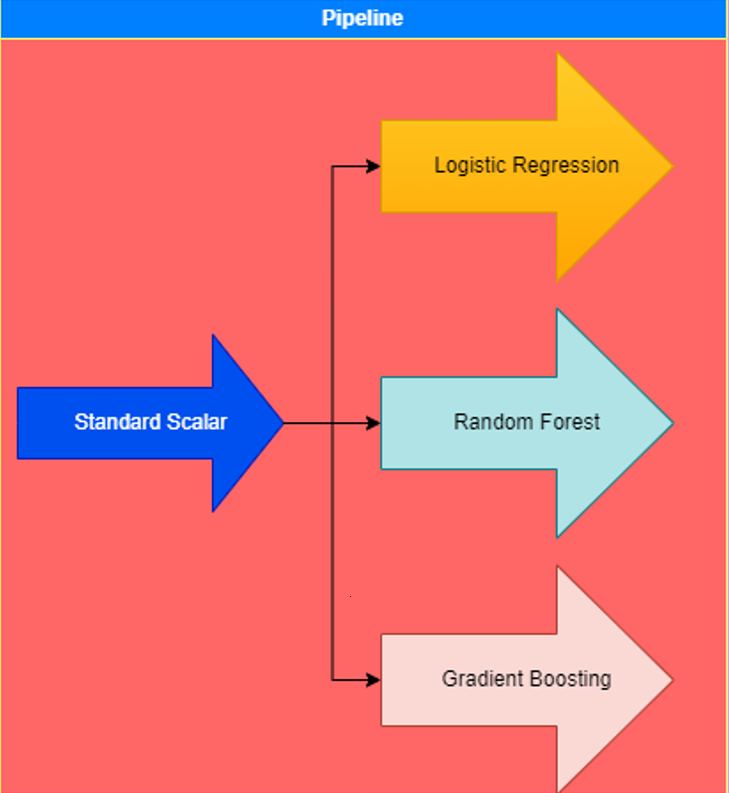 Pipeline
Logistic Regression
Standard Scalar
Random Forest
Gradient Boosting